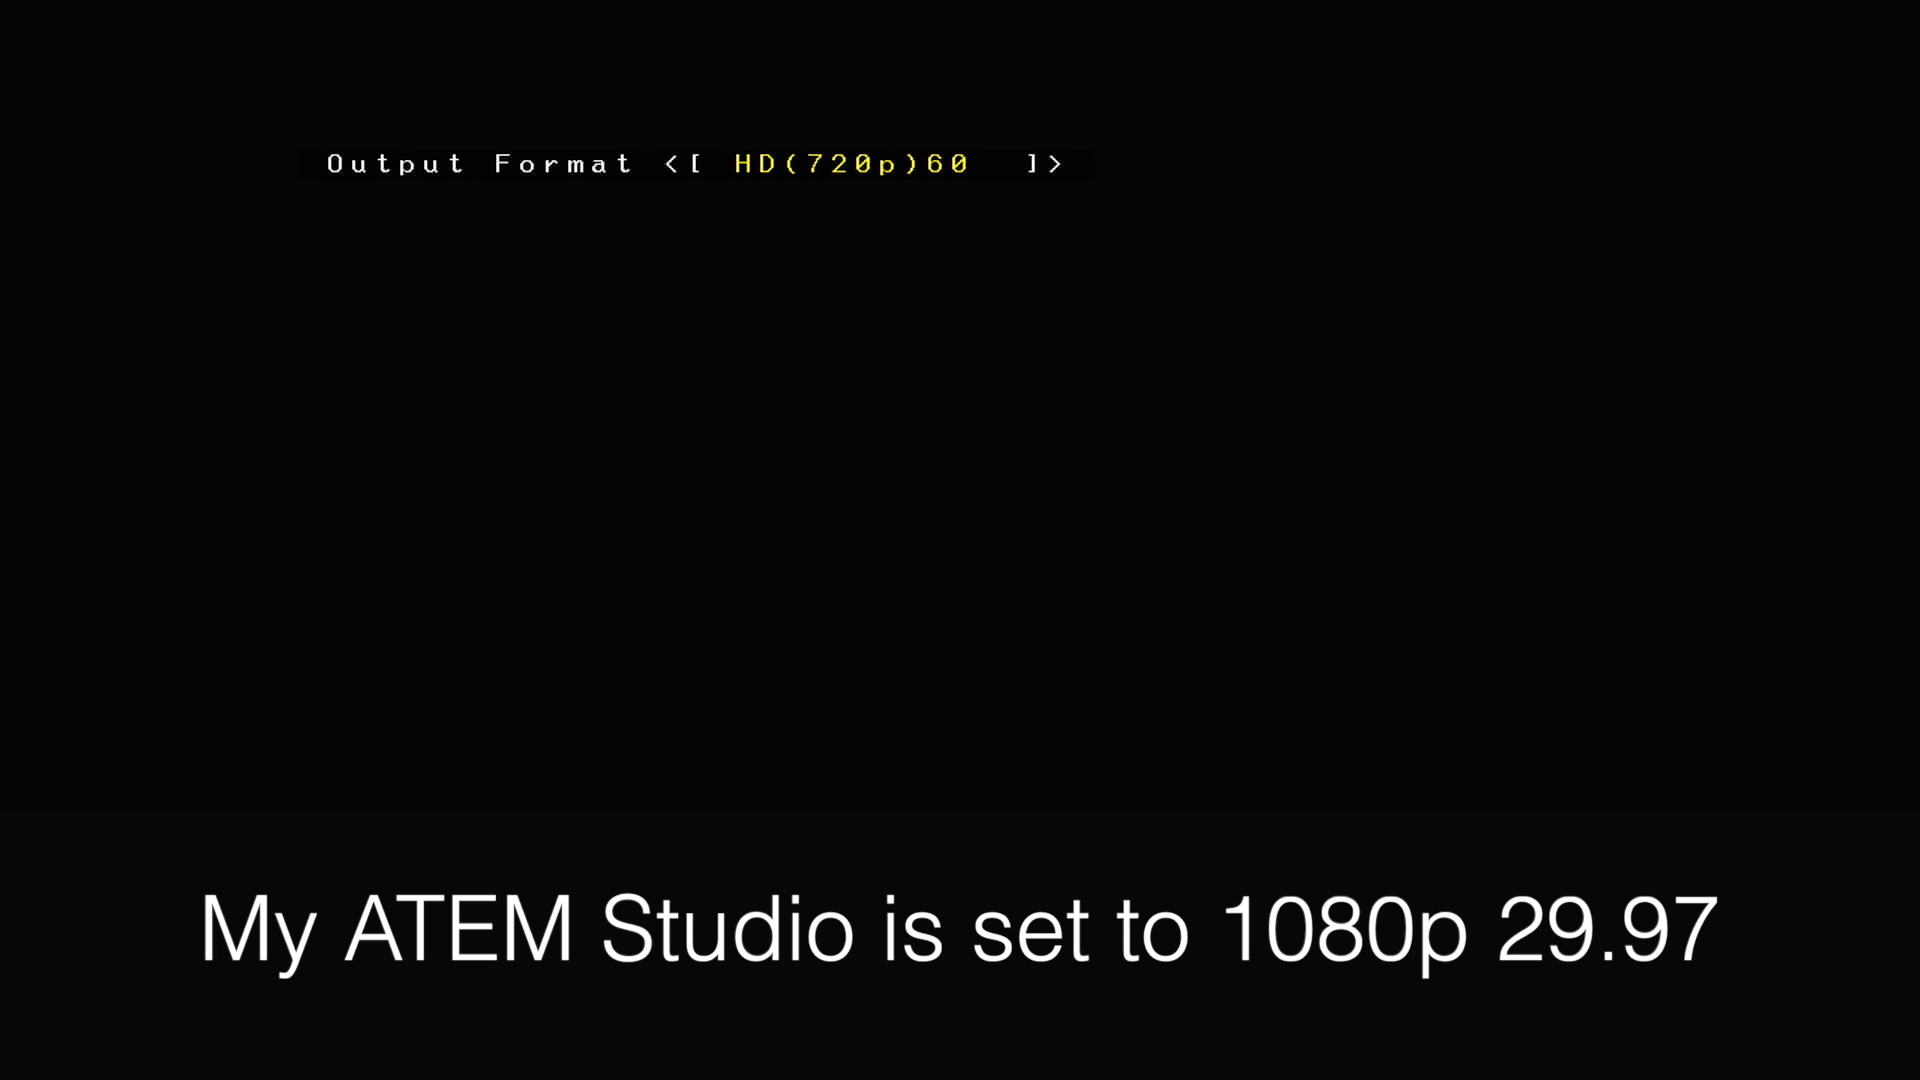 Output Format <[ HD(720p)60 ]>
My ATEM Studio is set to 1080p 29.97